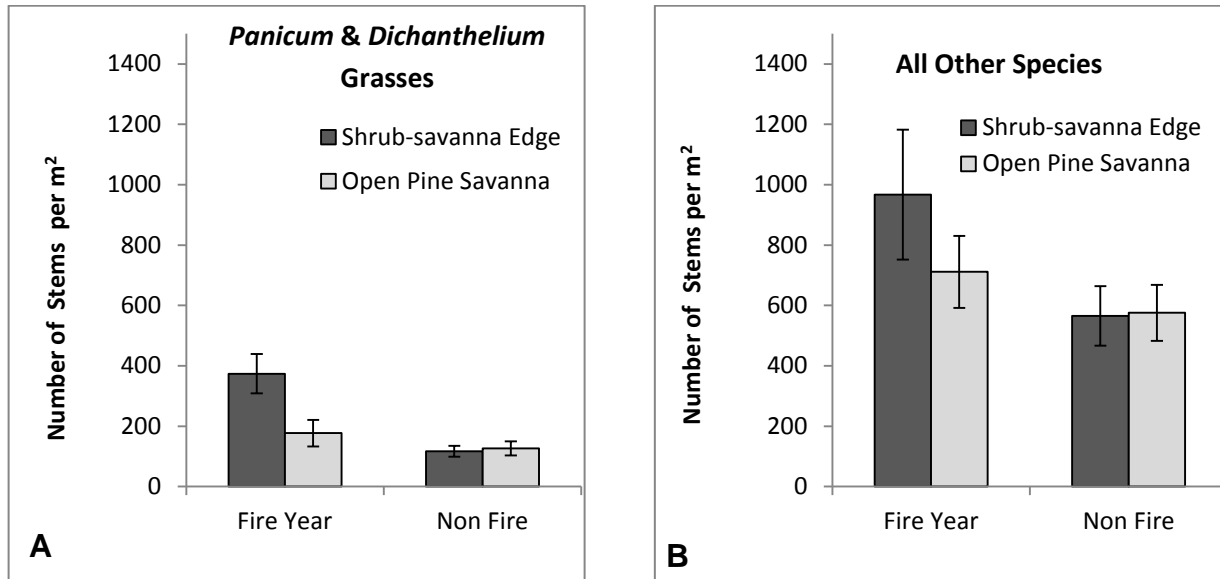 Panicum & Dichanthelium
Grasses
Shrub-savanna Edge
Open Pine Savanna
Number of Stems per m²
1400
1200
1000
800
600
400
200
0
Fire Year
Non Fire
A
All Other Species
Shrub-savanna Edge
Open Pine Savanna
Number of Stems per m²
1400
1200
1000
800
600
400
200
0
Fire Year
Non Fire
B